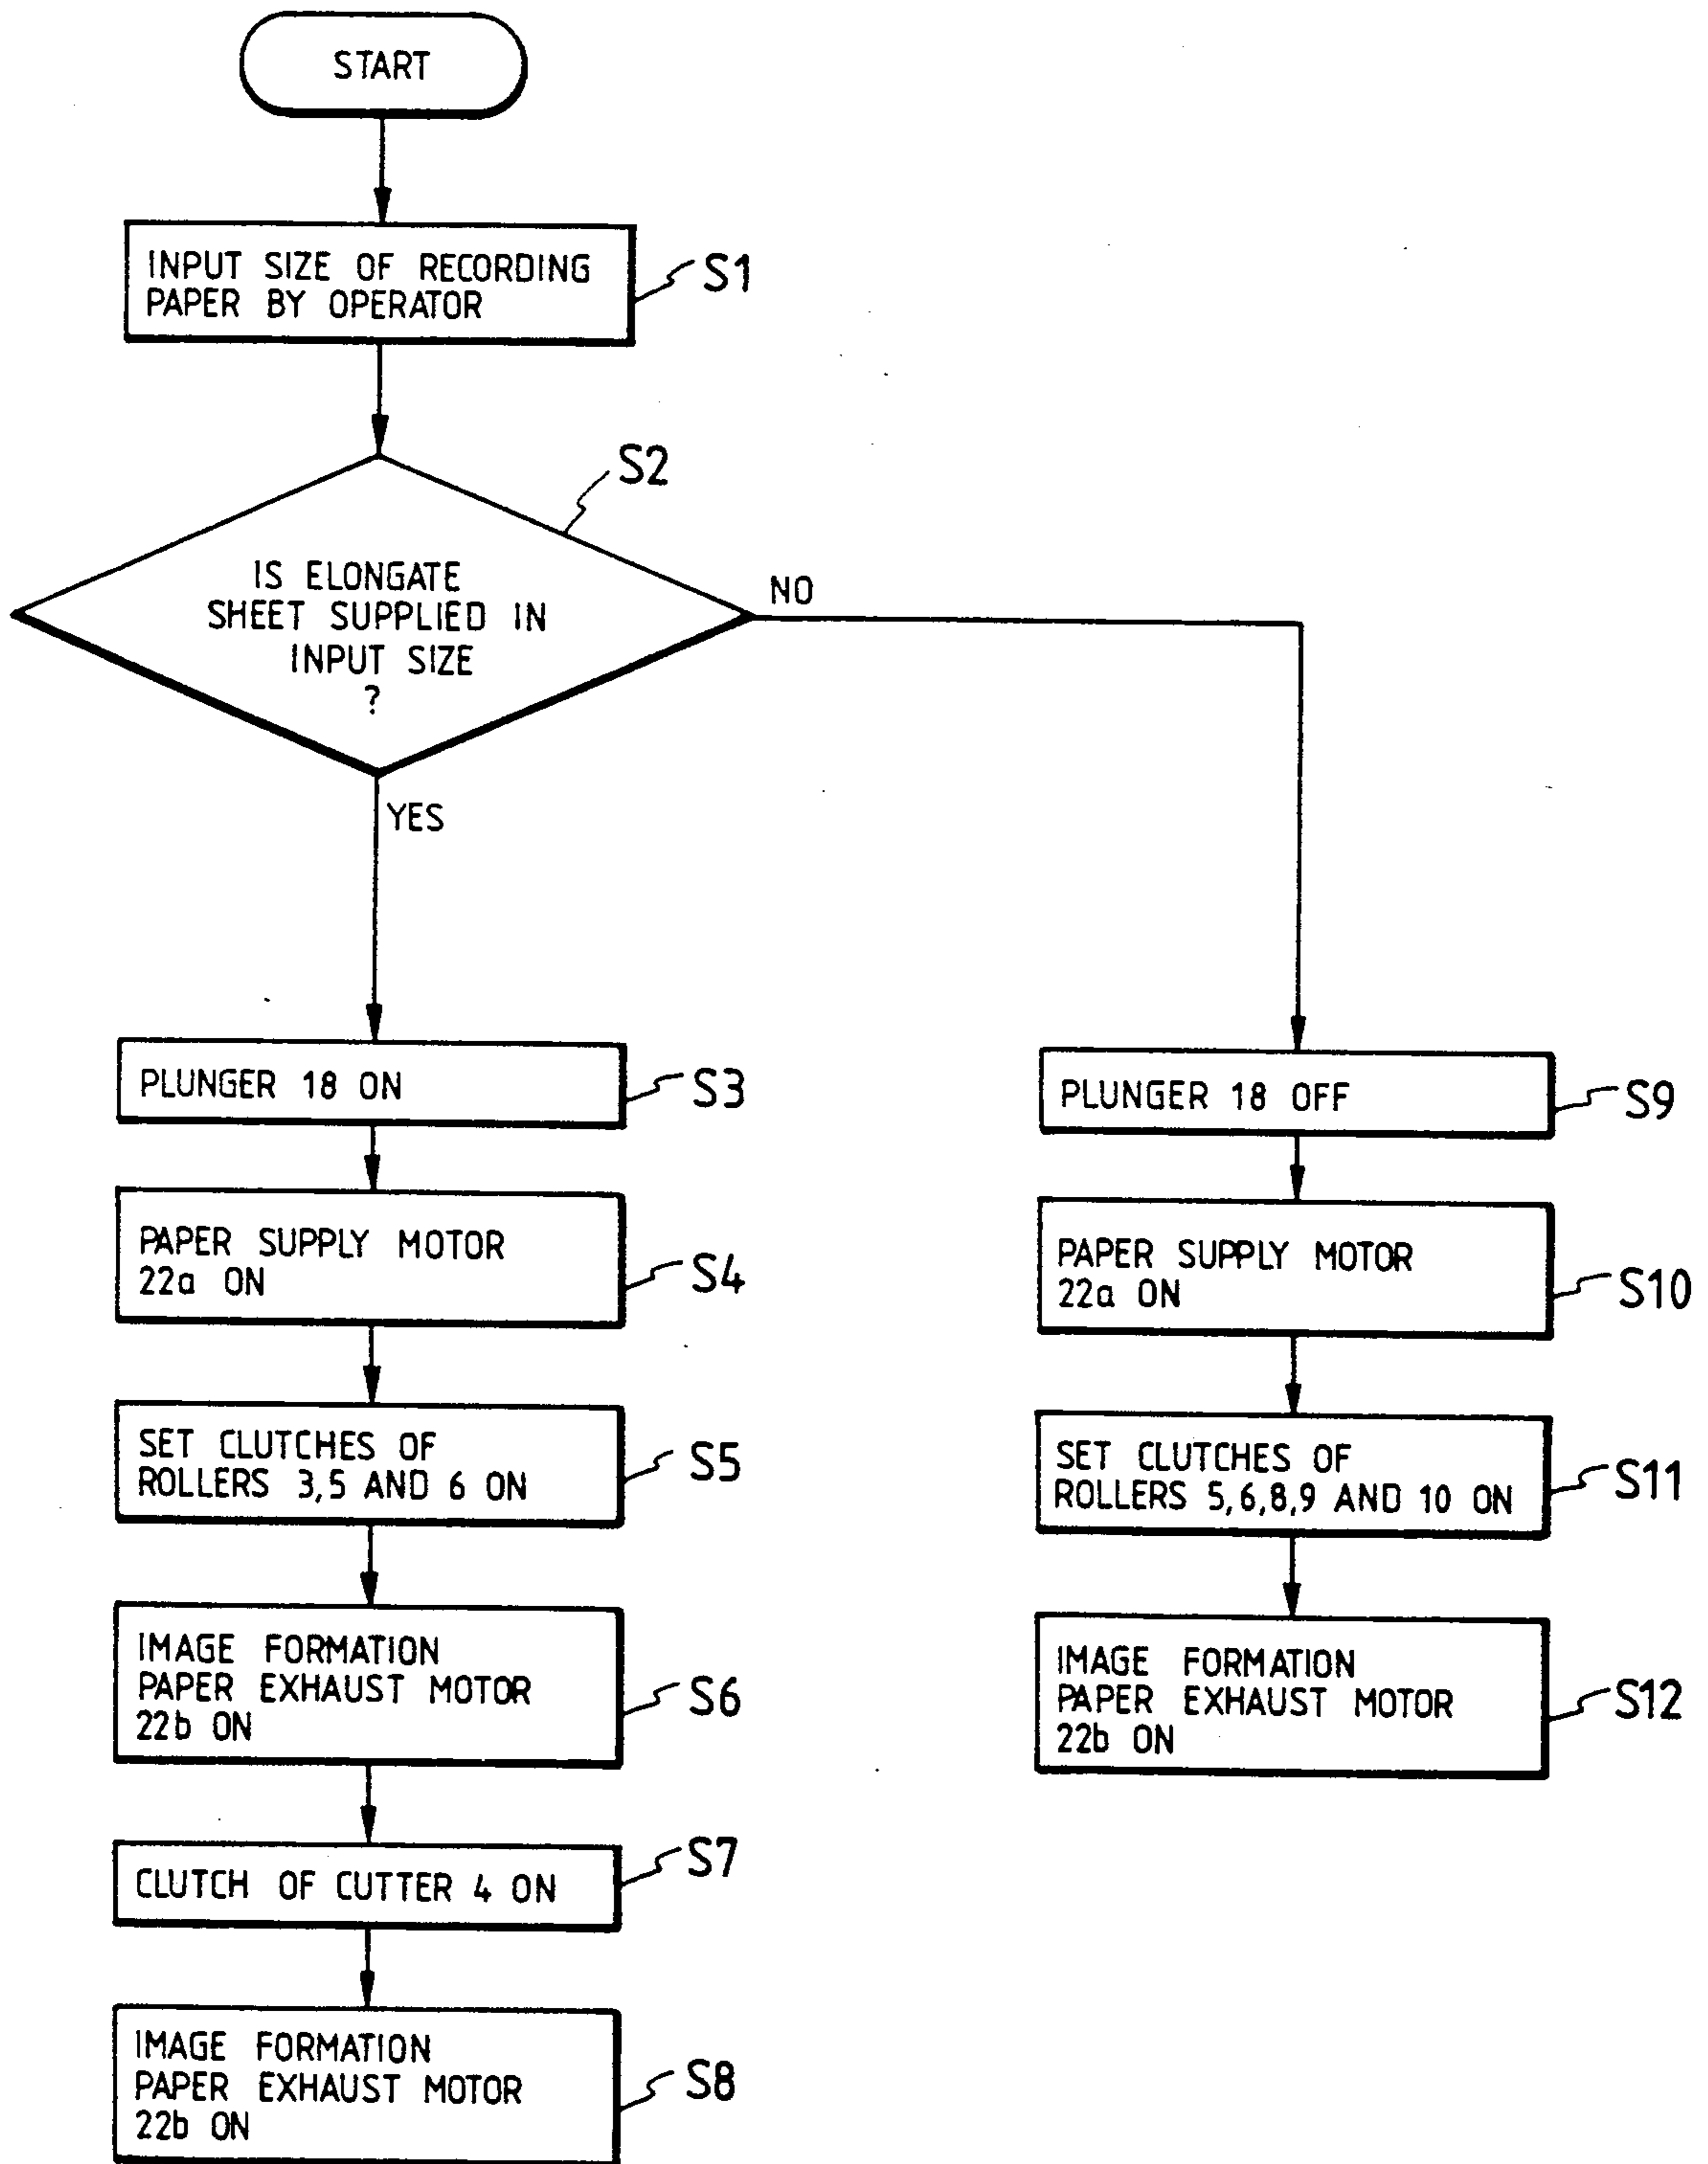 START
INPUT SIZE OF RECORDING
PAPER BY OPERATOR
S1
S2
IS ELONGATE
SHEET SUPPLIED IN
INPUT SIZE
?
NO
YES
PLUNGER 18 ON
S3
PAPER SUPPLY MOTOR
22a ON
S4
SET CLUTCHES OF
ROLLERS 3,5 AND 6 ON
S5
IMAGE FORMATION
PAPER EXHAUST MOTOR
22b ON
S6
CLUTCH OF CUTTER 4 ON
S7
IMAGE FORMATION
PAPER EXHAUST MOTOR
22b ON
S8
PLUNGER 18 OFF
S9
PAPER SUPPLY MOTOR
22a ON
S10
SET CLUTCHES OF
ROLLERS 5,6,8,9 AND 10 ON
S11
IMAGE FORMATION
PAPER EXHAUST MOTOR
22b ON
S12